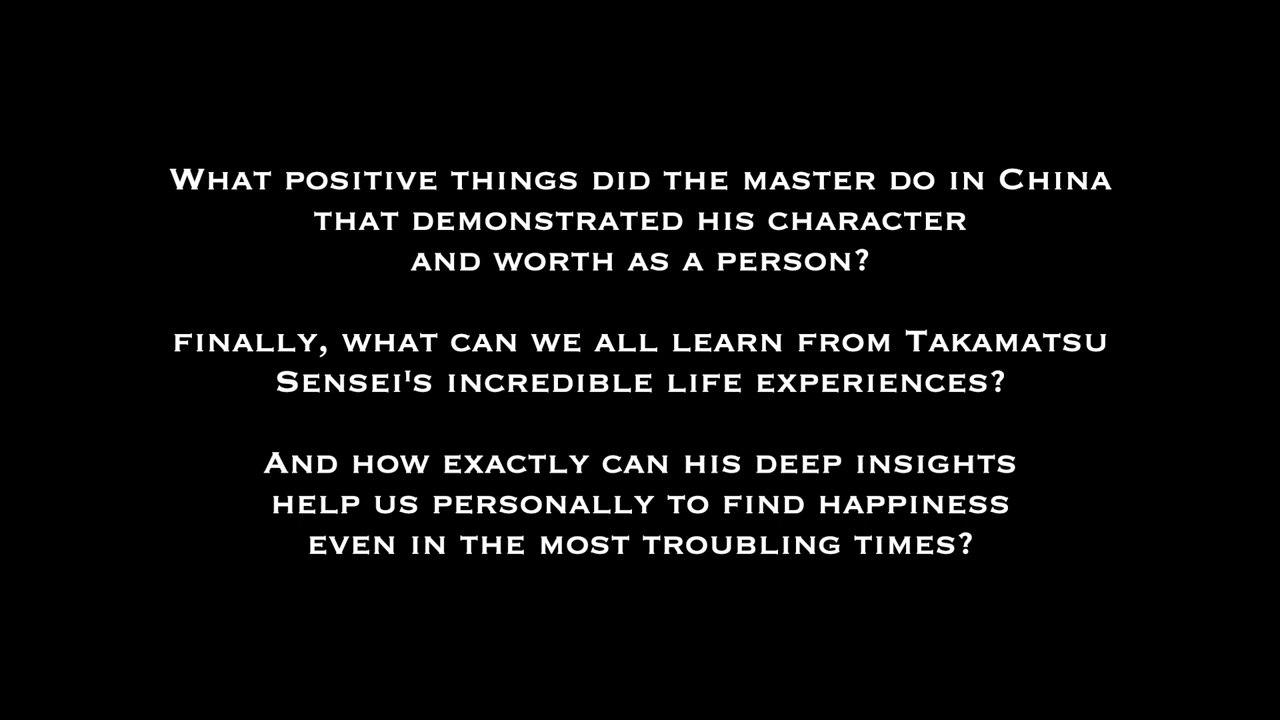 What positive things did the master do in China
that demonstrated his character
and worth as a person?
finally, what can we all learn from Takamatsu
Sensei's incredible life experiences?
And how exactly can his deep insights
help us personally to find happiness
even in the most troubling times?